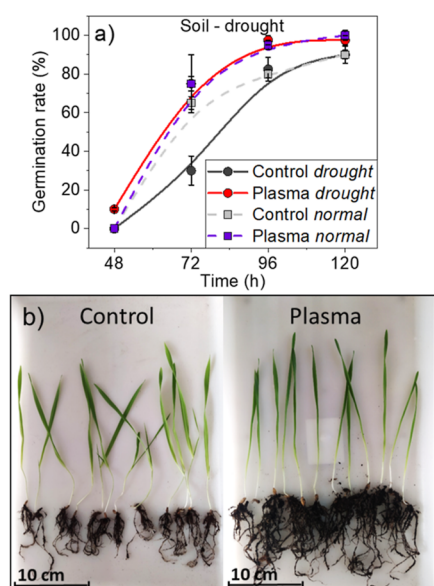 Soil - drought
a)
Germination rate (%)
100
80
60
40
20
0
Control drought
Plasma drought
Control normal
Plasma normal
48
72
96
120
Time (h)
b)
Control
Plasma
10 cm
10 cm